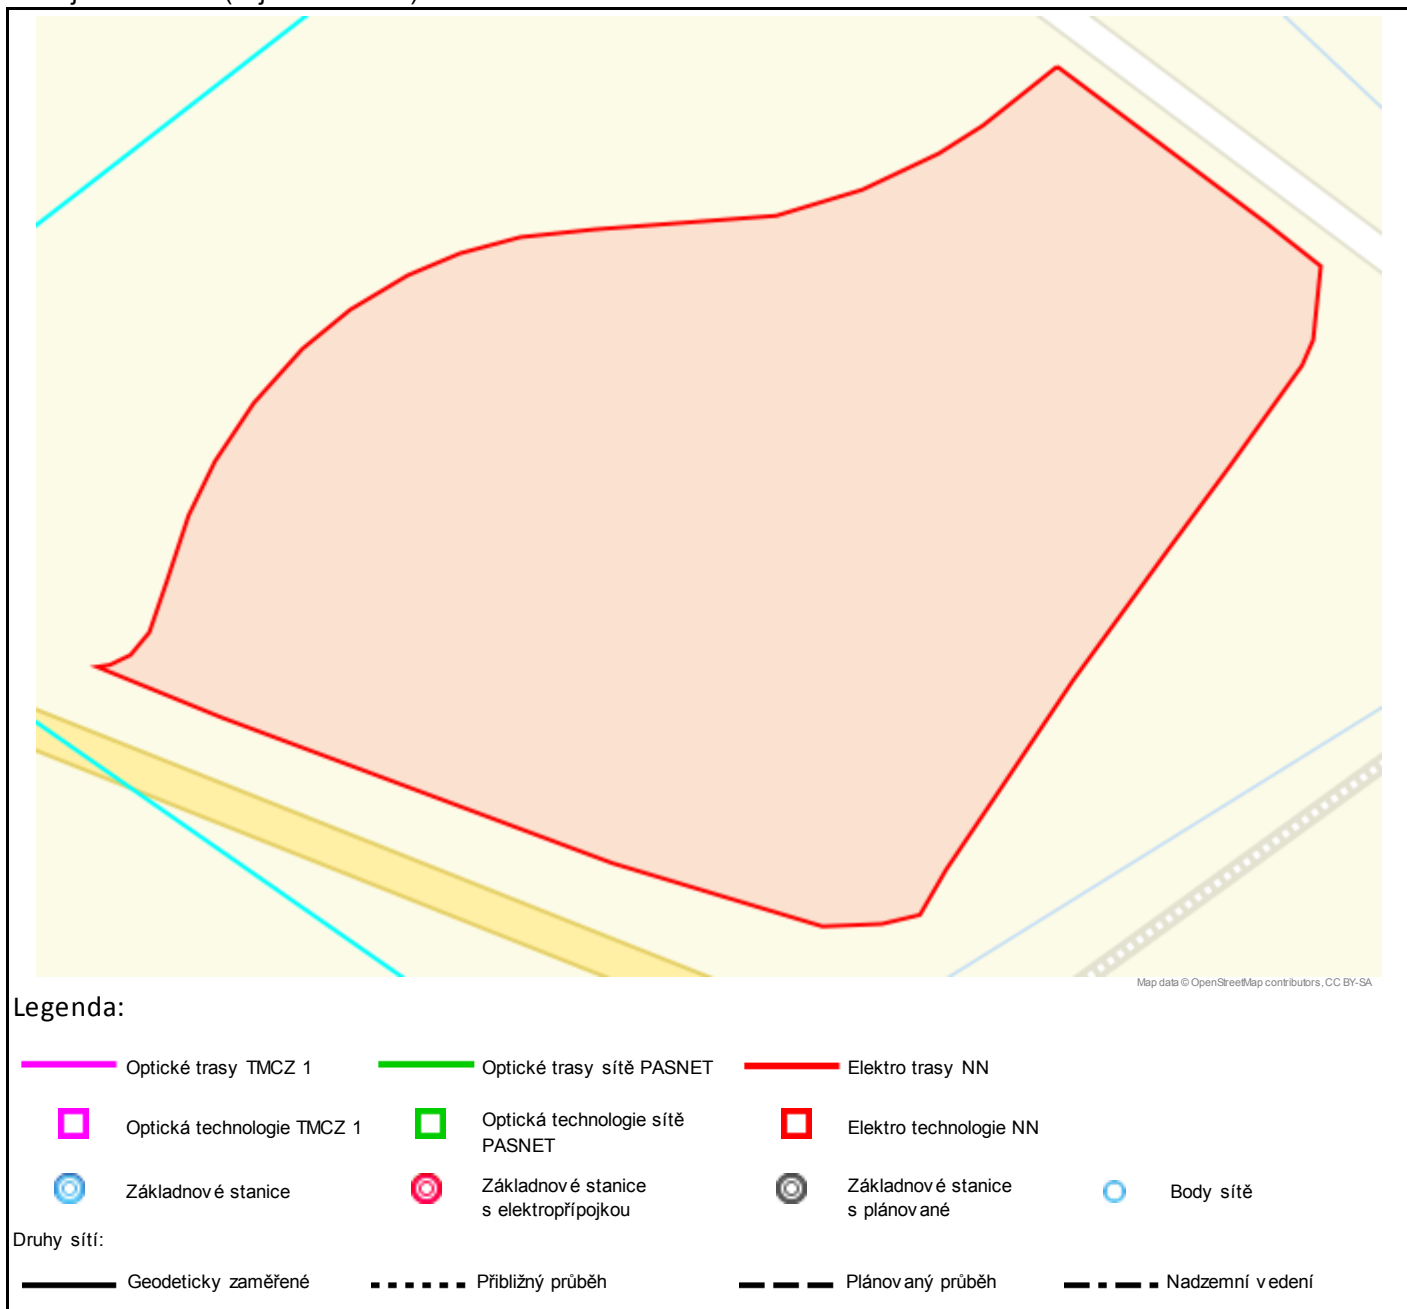 Map data © OpenStreetMap contributors, CC BY-SA
Legenda:
Optické trasy TMCZ 1
Optické trasy sítě PASNET
Elektro trasy NN
Optická technologie TMCZ 1
Optická technologie sítě
PASNET
Elektro technologie NN
Základnové stanice
Základnové stanice
s elektropřípojkou
Základnové stanice
s plánované
Body sítě
Druhy sítí:
Geodeticky zaměřené
Přibližný průběh
Plánovaný průběh
Nadzemní vedení